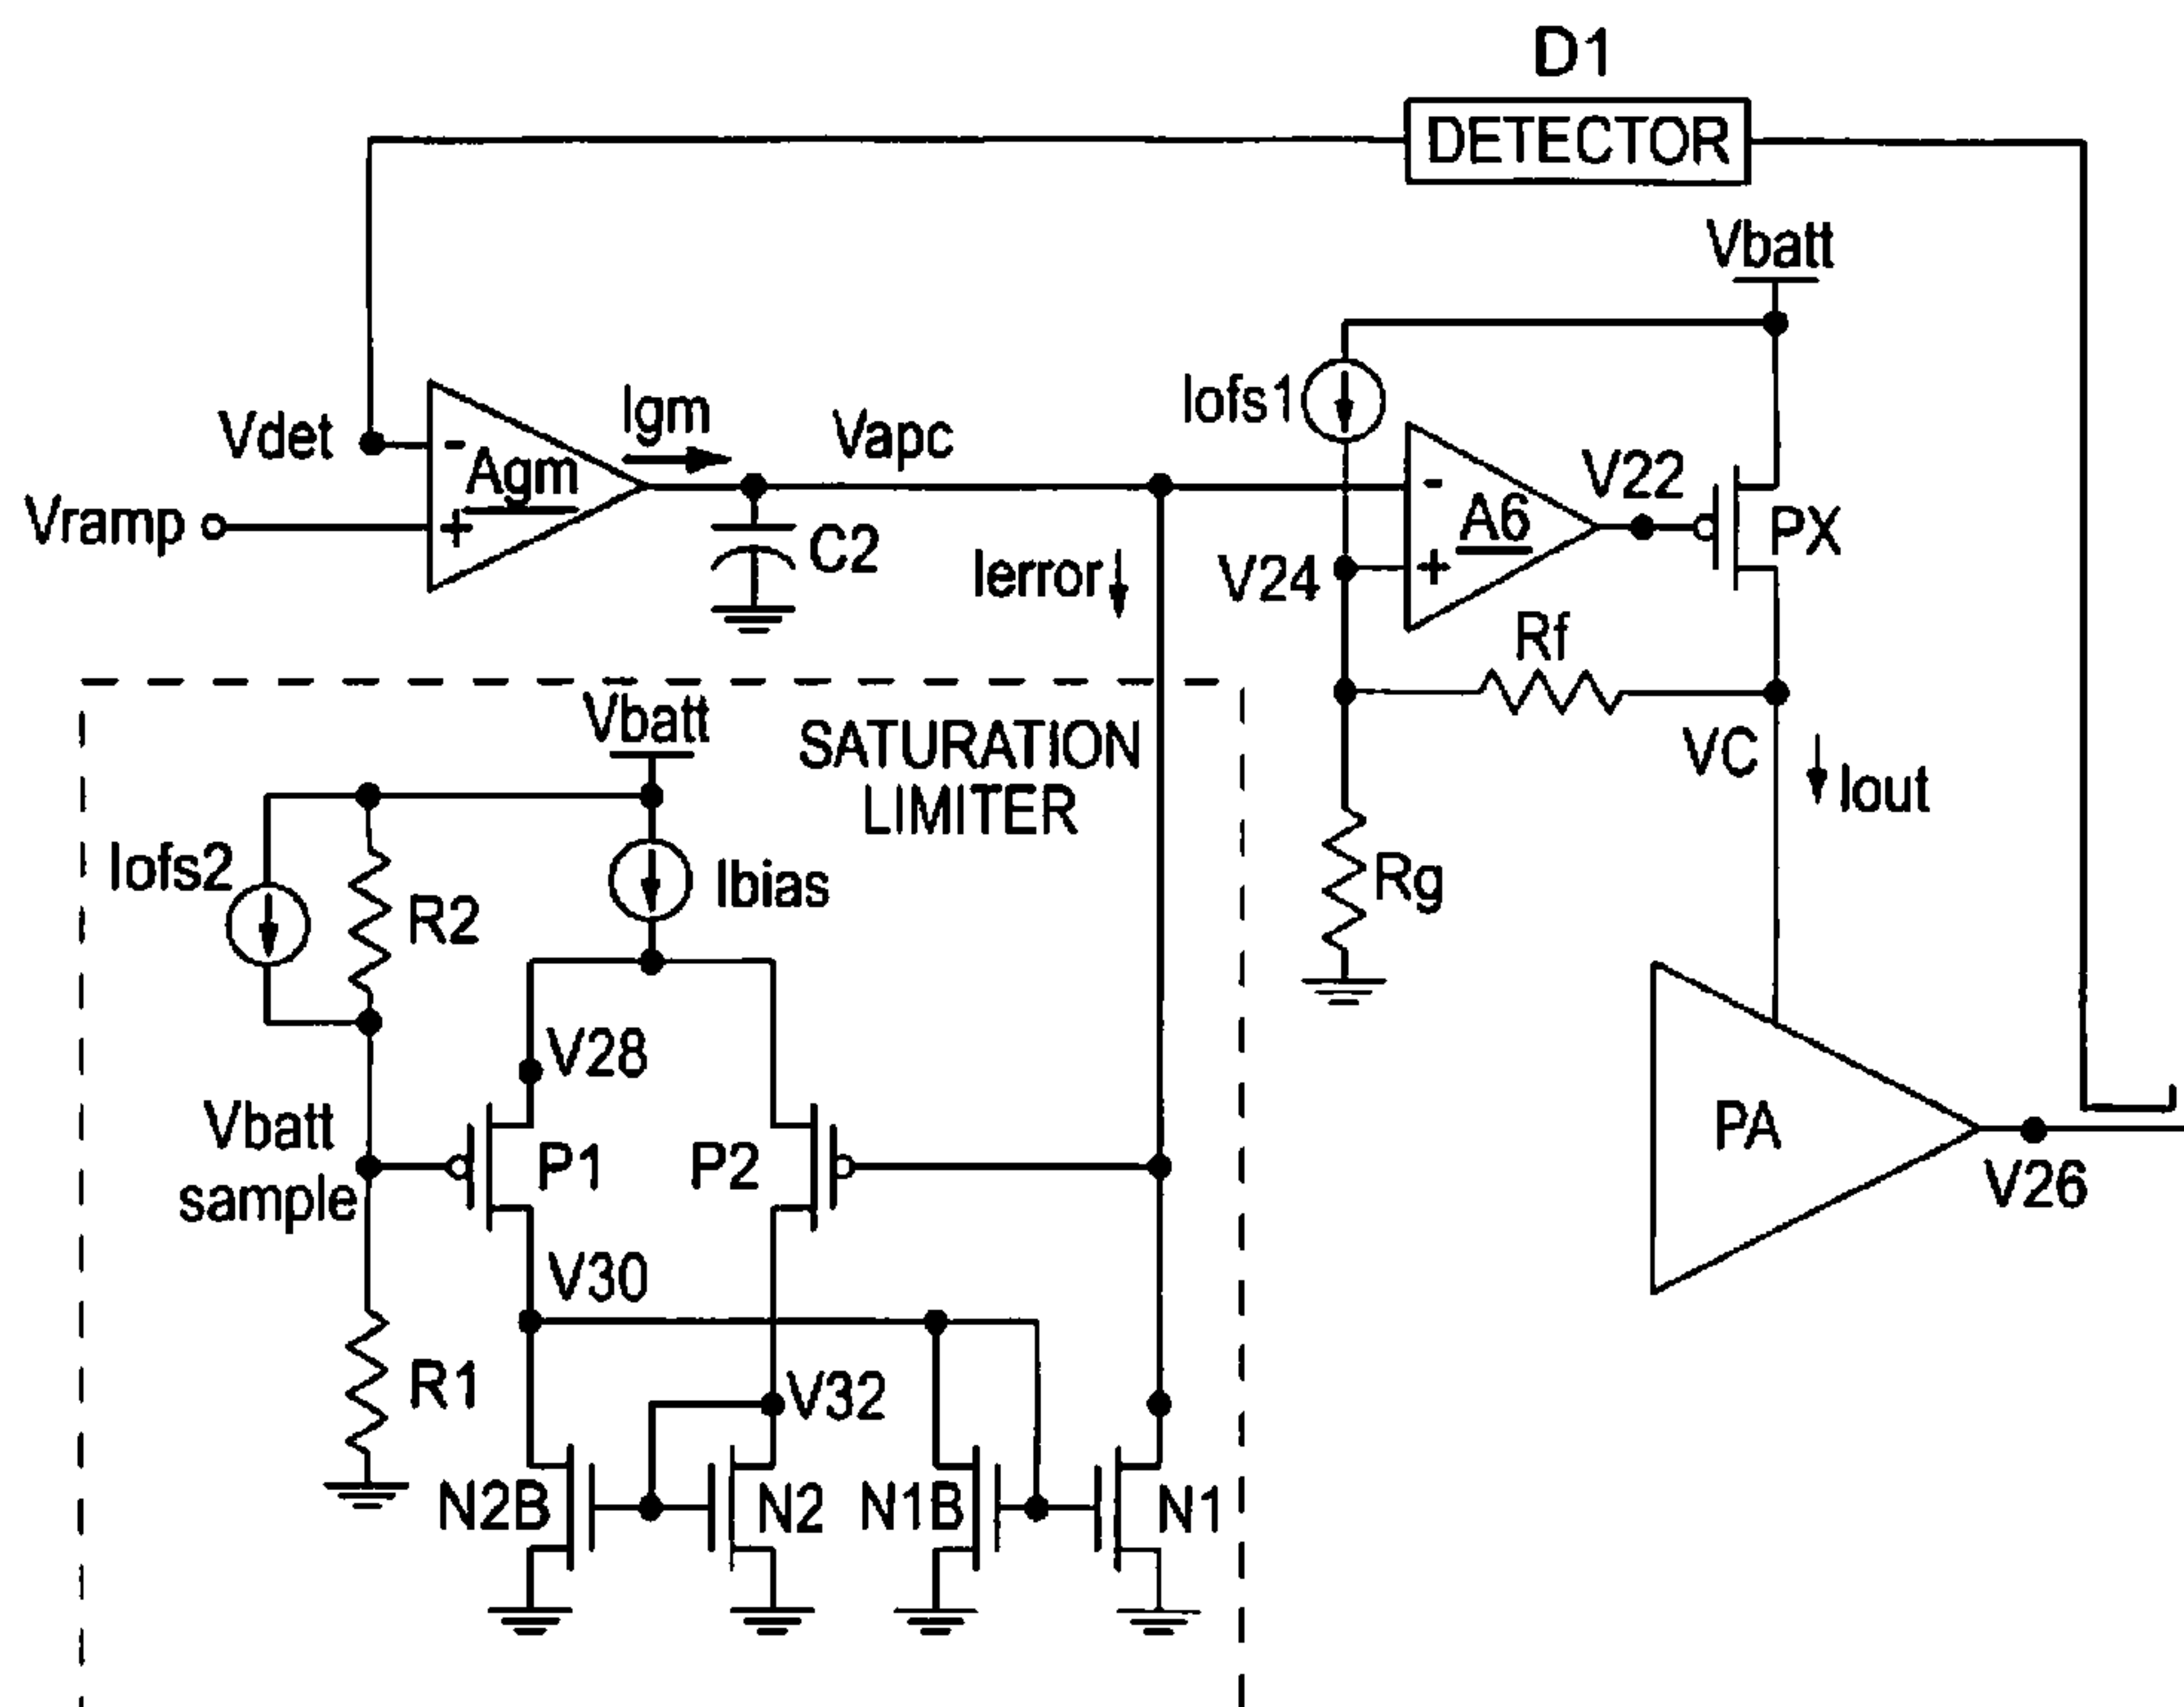 D1
DETECTOR
Vbatt
Iofs1
Igm
Vapc
Vdet
-
Agm
Vramp
+
C2
Ierror
-
A6
+
V22
PX
V24
Rf
VC
Iout
Rg
Vbatt
SATURATION
LIMITER
Iofs2
R2
Ibias
V28
Vbatt
sample
P1
P2
PA
V26
V30
R1
V32
N2B
N2
N1B
N1